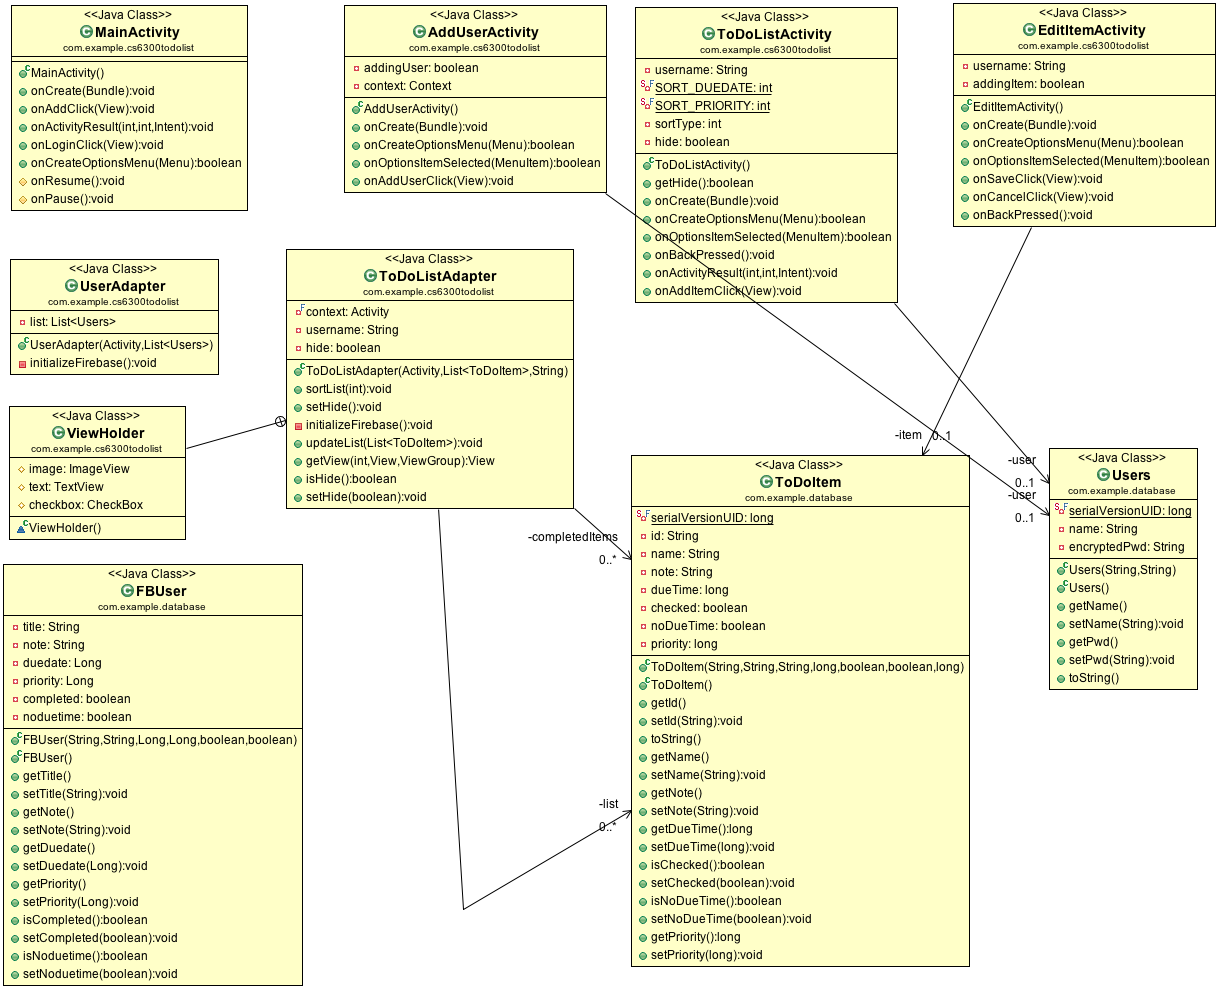 <<Java Class>>
MainActivity
com.example.cs6300todolist
MainActivity()
onCreate(Bundle):void
onAddClick(View):void
onActivityResult(int,int,Intent):void
onLoginClick(View):void
onCreateOptionsMenu(Menu):boolean
onResume():void
onPause():void
<<Java Class>>
AddUserActivity
com.example.cs6300todolist
addingUser: boolean
context: Context
AddUserActivity()
onCreate(Bundle):void
onCreateOptionsMenu(Menu):boolean
onOptionsItemSelected(MenuItem):boolean
onAddUserClick(View):void
<<Java Class>>
ToDoListActivity
com.example.cs6300todolist
username: String
SORT_DUEDATE: int
SORT_PRIORITY: int
sortType: int
hide: boolean
ToDoListActivity()
getHide():boolean
onCreate(Bundle):void
onCreateOptionsMenu(Menu):boolean
onOptionsItemSelected(MenuItem):boolean
onBackPressed():void
onActivityResult(int,int,Intent):void
onAddItemClick(View):void
<<Java Class>>
EditItemActivity
com.example.cs6300todolist
username: String
addingItem: boolean
EditItemActivity()
onCreate(Bundle):void
onCreateOptionsMenu(Menu):boolean
onOptionsItemSelected(MenuItem):boolean
onSaveClick(View):void
onCancelClick(View):void
onBackPressed():void
<<Java Class>>
UserAdapter
com.example.cs6300todolist
list: List<Users>
UserAdapter(Activity,List<Users>)
initializeFirebase():void
<<Java Class>>
ToDoListAdapter
com.example.cs6300todolist
context: Activity
username: String
hide: boolean
ToDoListAdapter(Activity,List<ToDoItem>,String)
sortList(int):void
setHide():void
initializeFirebase():void
updateList(List<ToDoItem>):void
getView(int,View,ViewGroup):View
isHide():boolean
setHide(boolean):void
<<Java Class>>
ViewHolder
com.example.cs6300todolist
image: ImageView
text: TextView
checkbox: CheckBox
ViewHolder()
-item
0..1
-user
0..1
-user
0..1
-completedItems
0..*
-list
0..*
<<Java Class>>
ToDoItem
com.example.database
serialVersionUID: long
id: String
name: String
note: String
dueTime: long
checked: boolean
noDueTime: boolean
priority: long
ToDoItem(String,String,String,long,boolean,boolean,long)
ToDoItem()
getId()
setId(String):void
toString()
getName()
setName(String):void
getNote()
setNote(String):void
getDueTime():long
setDueTime(long):void
isChecked():boolean
setChecked(boolean):void
isNoDueTime():boolean
setNoDueTime(boolean):void
getPriority():long
setPriority(long):void
<<Java Class>>
Users
com.example.database
serialVersionUID: long
name: String
encryptedPwd: String
Users(String,String)
Users()
getName()
setName(String):void
getPwd()
setPwd(String):void
toString()
<<Java Class>>
FBUser
com.example.database
title: String
note: String
duedate: Long
priority: Long
completed: boolean
noduetime: boolean
FBUser(String,String,Long,Long,boolean,boolean)
FBUser()
getTitle()
setTitle(String):void
getNote()
setNote(String):void
getDuedate()
setDuedate(Long):void
getPriority()
setPriority(Long):void
isCompleted():boolean
setCompleted(boolean):void
isNoduetime():boolean
setNoduetime(boolean):void